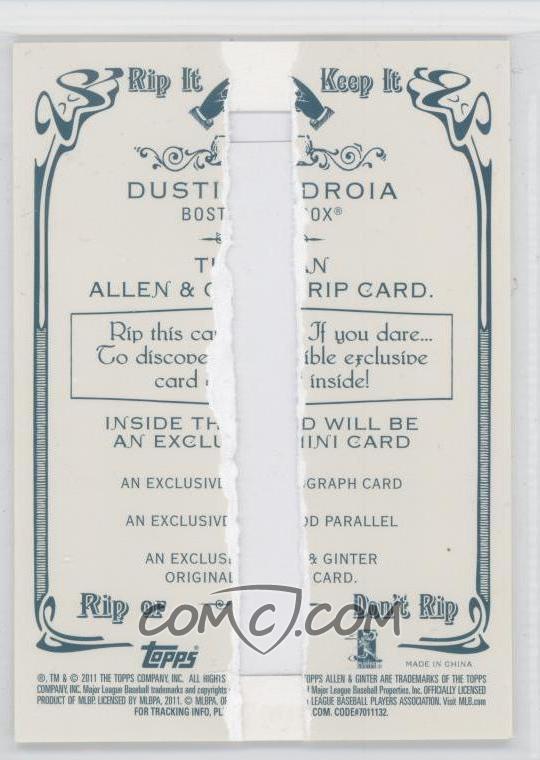 Rip It Keep It
DUSTI DROIA
BOST OX®
T AN
ALLEN & G RIP CARD.
Rip this ca If you dare...
To discove ible exclusive
card inside!
INSIDE TH D WILL BE
AN EXCLU MINI CARD
AN EXCLUSIVE OGRAPH CARD
AN EXCLUSIVE OD PARALLEL
AN EXCLUS & GINTER
ORIGINAL CARD.
Rip or Don't Rip
COMC.COM
Topps
MADE IN CHINA
®, TM & © 2011 THE TOPPS COMPANY, INC. ALL RIGHTS TOPPS ALLEN & GINTER ARE TRADEMARKS OF THE TOPPS
COMPANY, INC. Major League Baseball trademarks and copyrights Major League Baseball Properties, Inc. OFFICIALLY LICENSED
PRODUCT OF MLBP. LICENSED BY MLBPA, 2011. © MLBPA. OF LEAGUE BASEBALL PLAYERS ASSOCIATION. Visit MLB.com
FOR TRACKING INFO, PL .COM. CODE#7011132.